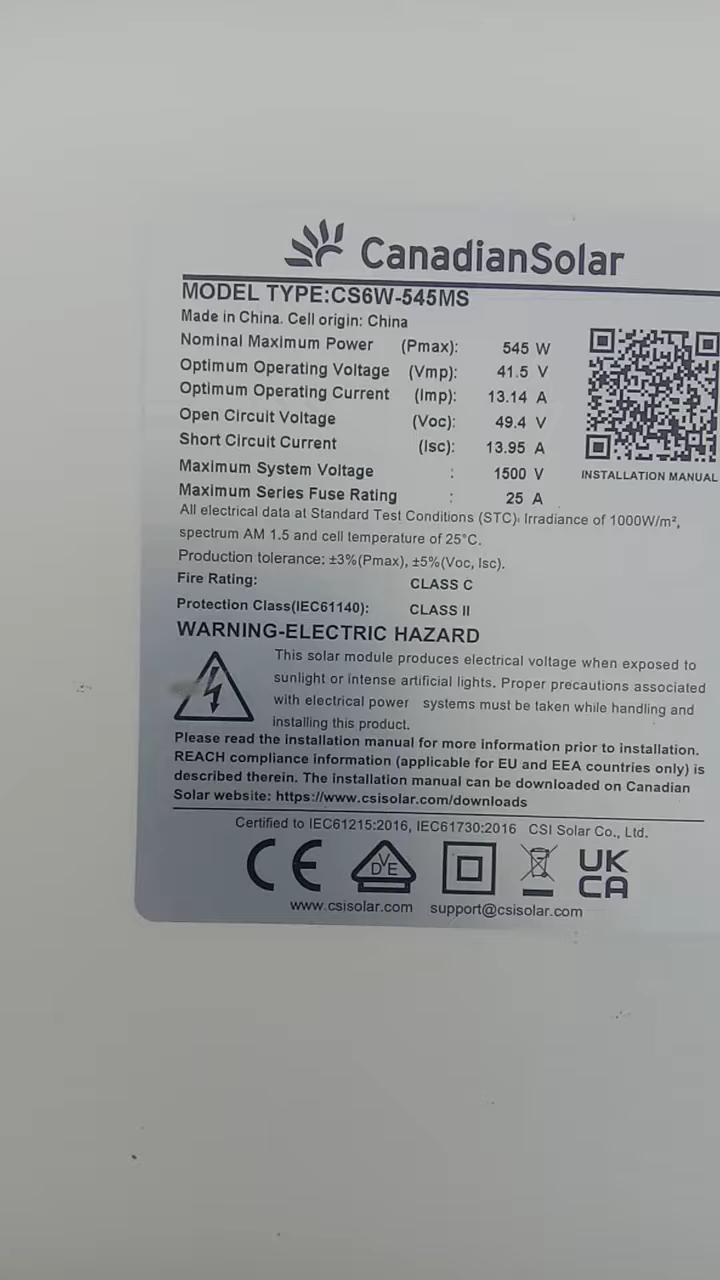 CanadianSolar
MODEL TYPE:CS6W-545MS
Made in China. Cell origin: China
Nominal Maximum Power (Pmax): 545 W
Optimum Operating Voltage (Vmp): 41.5 V
Optimum Operating Current (Imp): 13.14 A
Open Circuit Voltage (Voc): 49.4 V
Short Circuit Current (Isc): 13.95 A
Maximum System Voltage : 1500 V
Maximum Series Fuse Rating : 25 A
INSTALLATION MANUAL
All electrical data at Standard Test Conditions (STC): Irradiance of 1000W/m²,
spectrum AM 1.5 and cell temperature of 25°C.
Production tolerance: ±3%(Pmax), ±5%(Voc, Isc).
Fire Rating: CLASS C
Protection Class(IEC61140): CLASS II
WARNING-ELECTRIC HAZARD
This solar module produces electrical voltage when exposed to
sunlight or intense artificial lights. Proper precautions associated
with electrical power systems must be taken while handling and
installing this product.
Please read the installation manual for more information prior to installation.
REACH compliance information (applicable for EU and EEA countries only) is
described therein. The installation manual can be downloaded on Canadian
Solar website: https://www.csisolar.com/downloads
Certified to IEC61215:2016, IEC61730:2016 CSI Solar Co., Ltd.
CE DVE UK
CA
www.csisolar.com support@csisolar.com